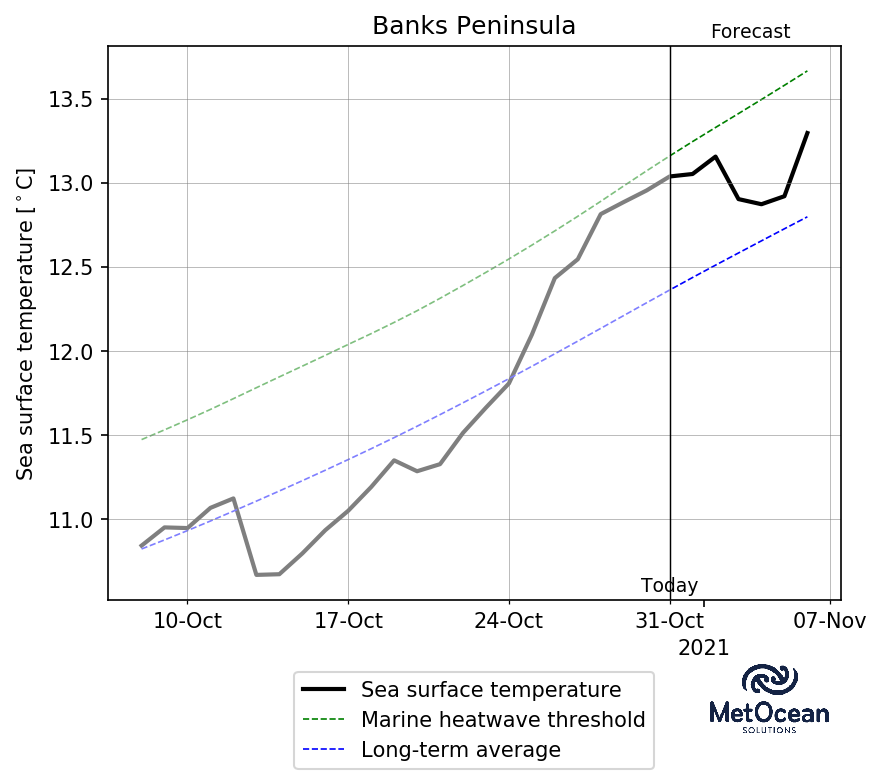 Banks Peninsula
Forecast
Sea surface temperature [°C]
13.5
13.0
12.5
12.0
11.5
11.0
Today
10-Oct 17-Oct 24-Oct 31-Oct 07-Nov
2021
Sea surface temperature
Marine heatwave threshold
Long-term average
MetOcean
SOLUTIONS